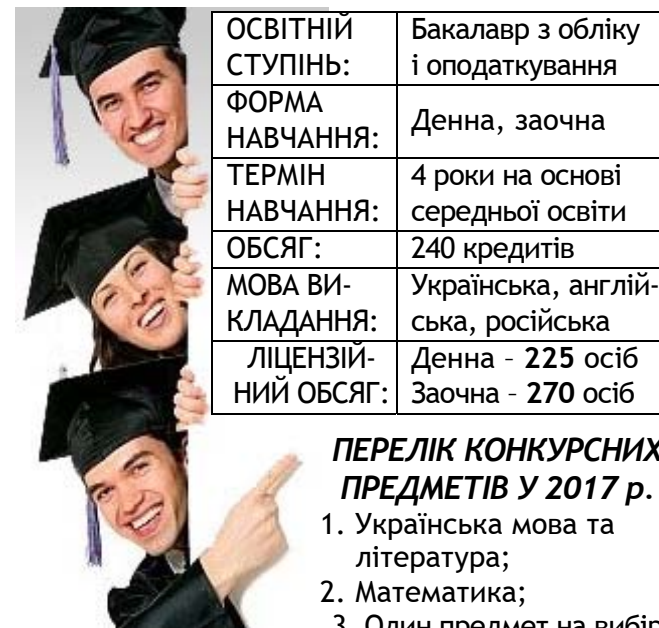 ОСВІТНІЙ
СТУПІНЬ:
Бакалавр з обліку
і оподаткування
ФОРМА
НАВЧАННЯ:
Денна, заочна
ТЕРМІН
НАВЧАННЯ:
4 роки на основі
середньої освіти
ОБСЯГ:
240 кредитів
МОВА ВИ-
КЛАДАННЯ:
Українська, англій-
ська, російська
ЛІЦЕНЗІЙ-
НИЙ ОБСЯГ:
Денна – 225 осіб
Заочна – 270 осіб
ПЕРЕЛІК КОНКУРСНИХ
ПРЕДМЕТІВ У 2017 р.
1. Українська мова та
література;
2. Математика;
3. Один предмет на вибір